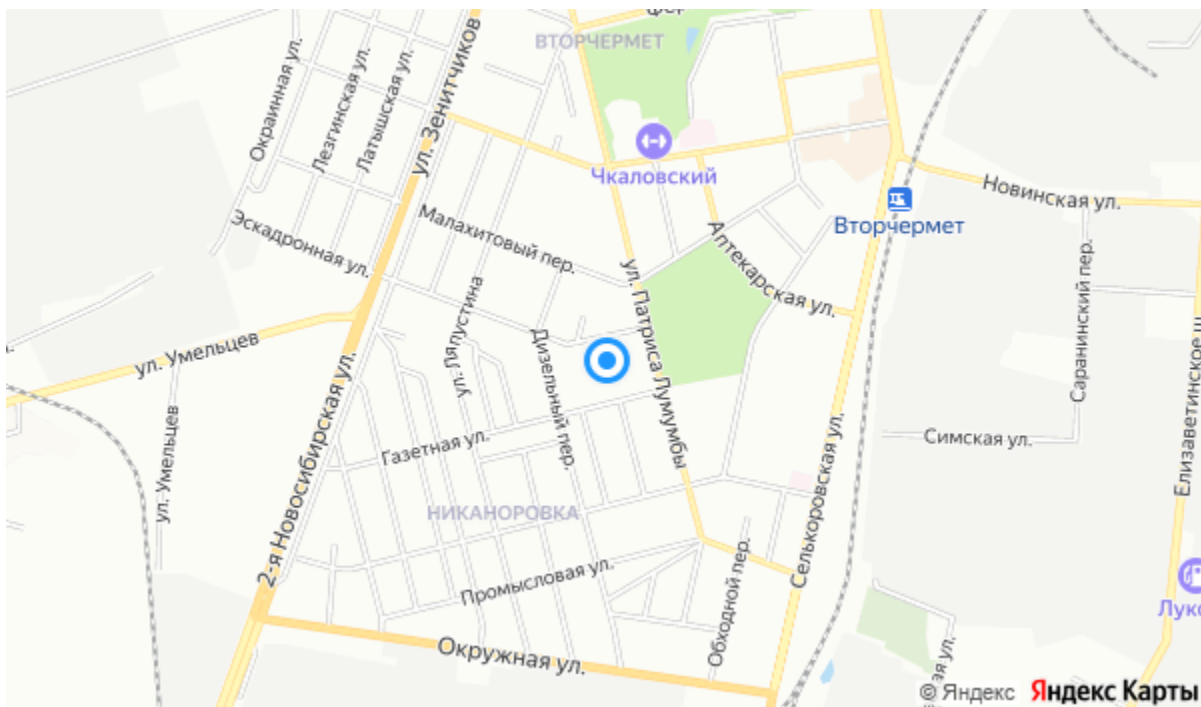 ВТОРЧЕРМЕТ
Окраинная ул.
Лезгинская ул.
Латышская ул.
ул. Зенитчиков
Чкаловский
Новинская ул.
Вторчермет
Эскадронная ул.
Малахитовый пер.
Аптекарская ул.
Саранинский пер.
ул. Умельцев
ул. Ляпустина
Дизельный пер.
ул. Патриса Лумумбы
2-я Новосибирская ул.
ул. Умельцев
Газетная ул.
Симская ул.
Селькоровская ул.
НИКАНОРОВКА
Промысловая ул.
Обходной пер.
Окружная ул.
© Яндекс Яндекс Карты